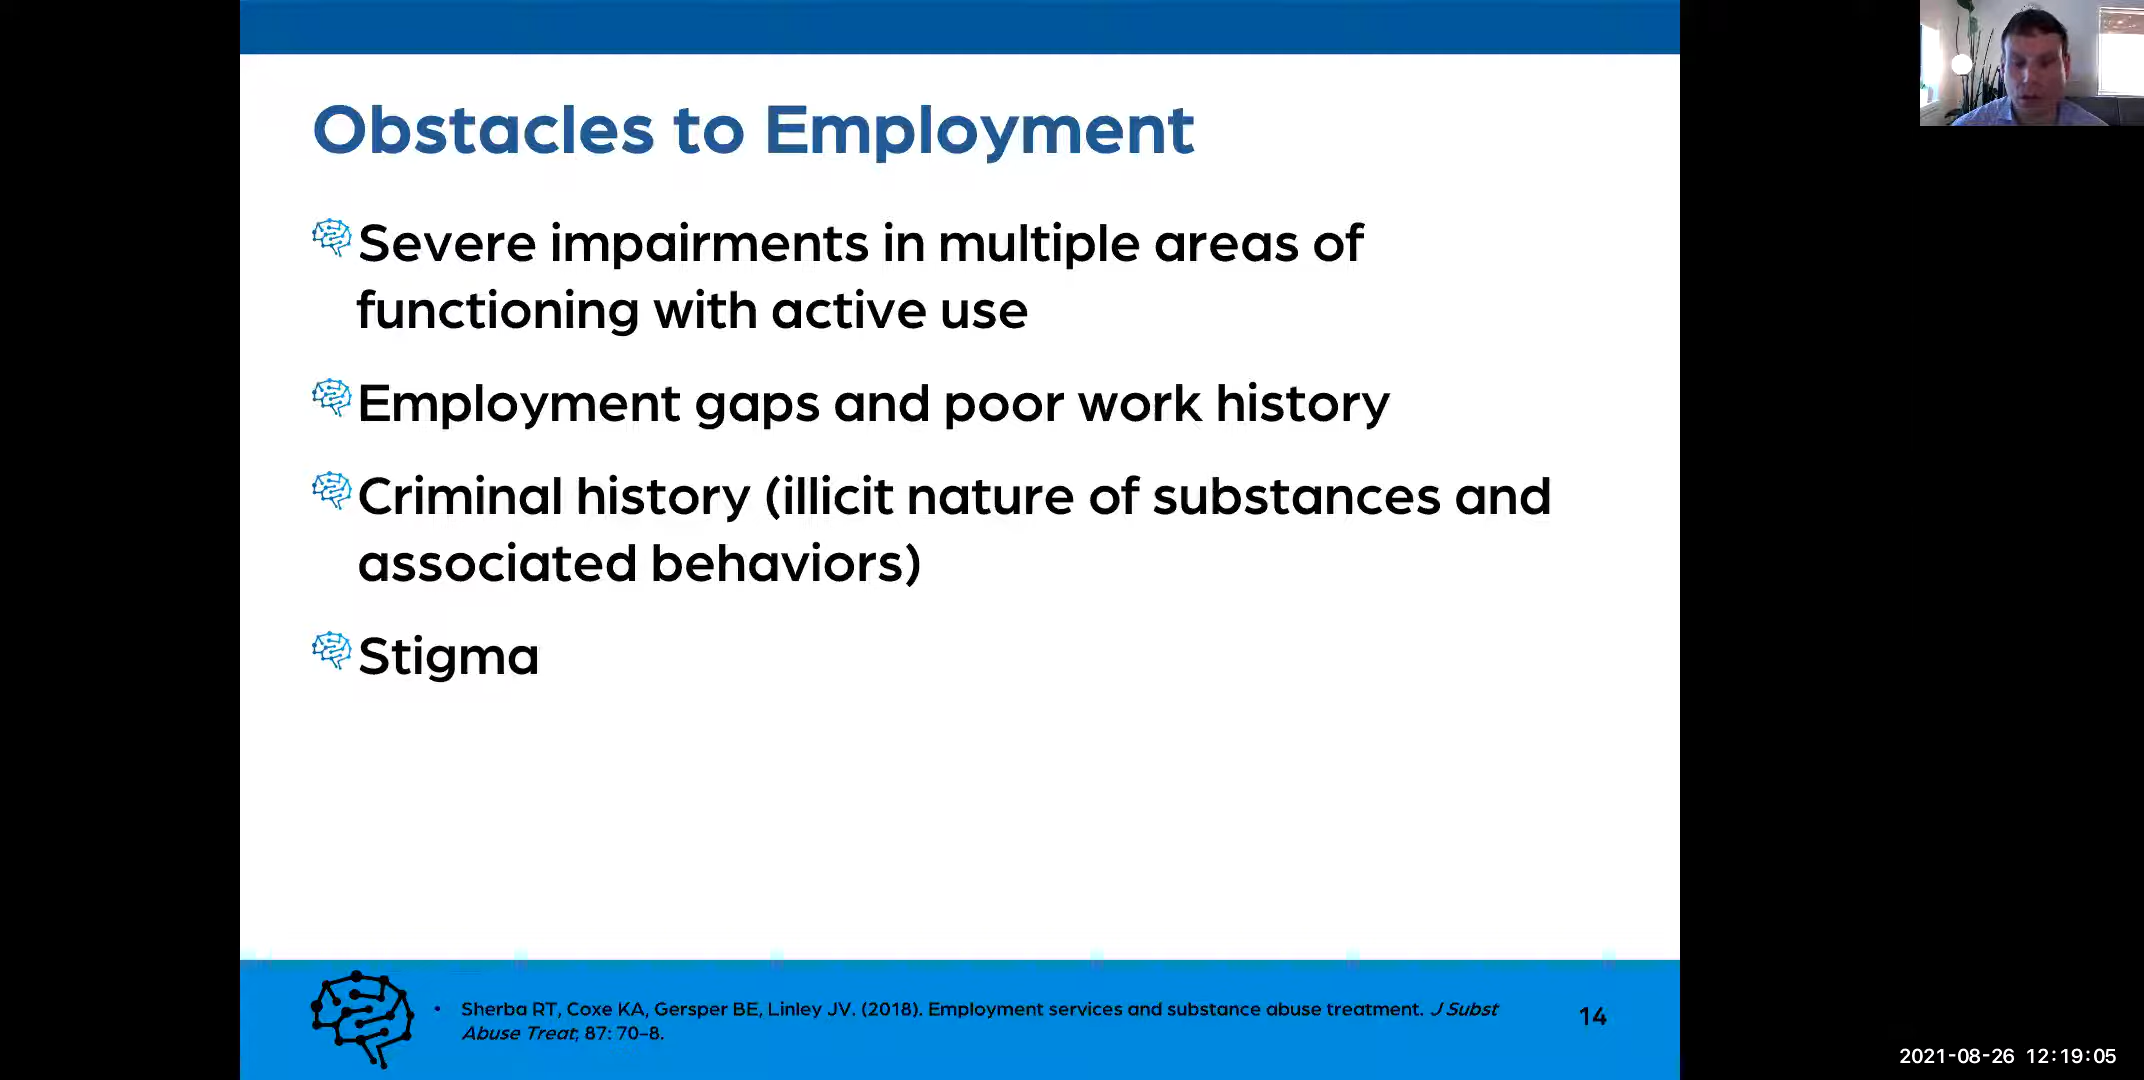 Obstacles to Employment
Severe impairments in multiple areas of
functioning with active use
Employment gaps and poor work history
Criminal history (illicit nature of substances and
associated behaviors)
Stigma
• Sherba RT, Coxe KA, Gersper BE, Linley JV. (2018). Employment services and substance abuse treatment. J Subst
Abuse Treat; 87: 70-8.
14
2021-08-26 12:19:05